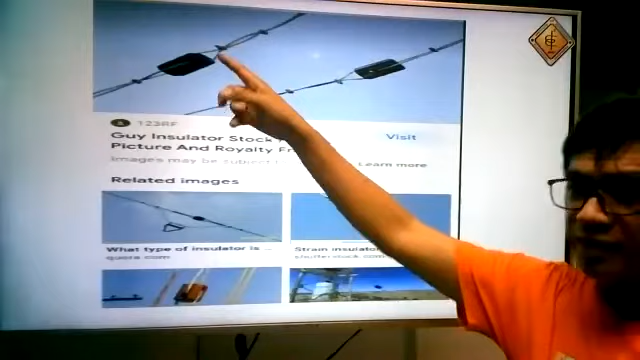 123RF
Guy Insulator Stock
Picture And Royalty
Visit
Images may be subject
Learn more
Related images
What type of insulator is ...
quora.com
Strain insulator
shutterstock.com